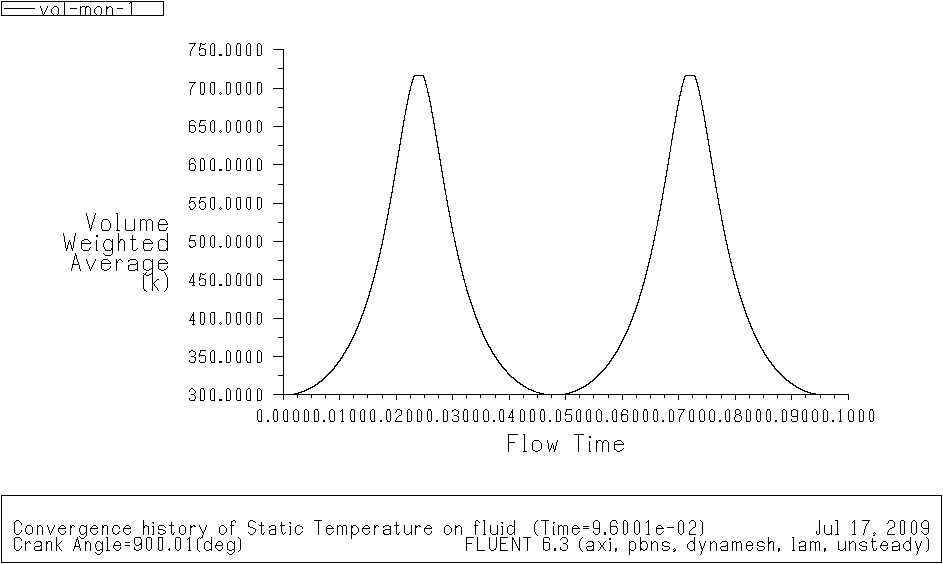 vol-mon-1
750.0000
700.0000
650.0000
600.0000
550.0000
500.0000
450.0000
400.0000
350.0000
300.0000
Volume
Weighted
Average
(k)
0.00000.01000.02000.03000.04000.05000.06000.07000.08000.09000.1000
Flow Time
Convergence history of Static Temperature on fluid (Time=9.6001e-02) Jul 17, 2009
Crank Angle=900.01(deg) FLUENT 6.3 (axi, pbns, dynamesh, lam, unsteady)